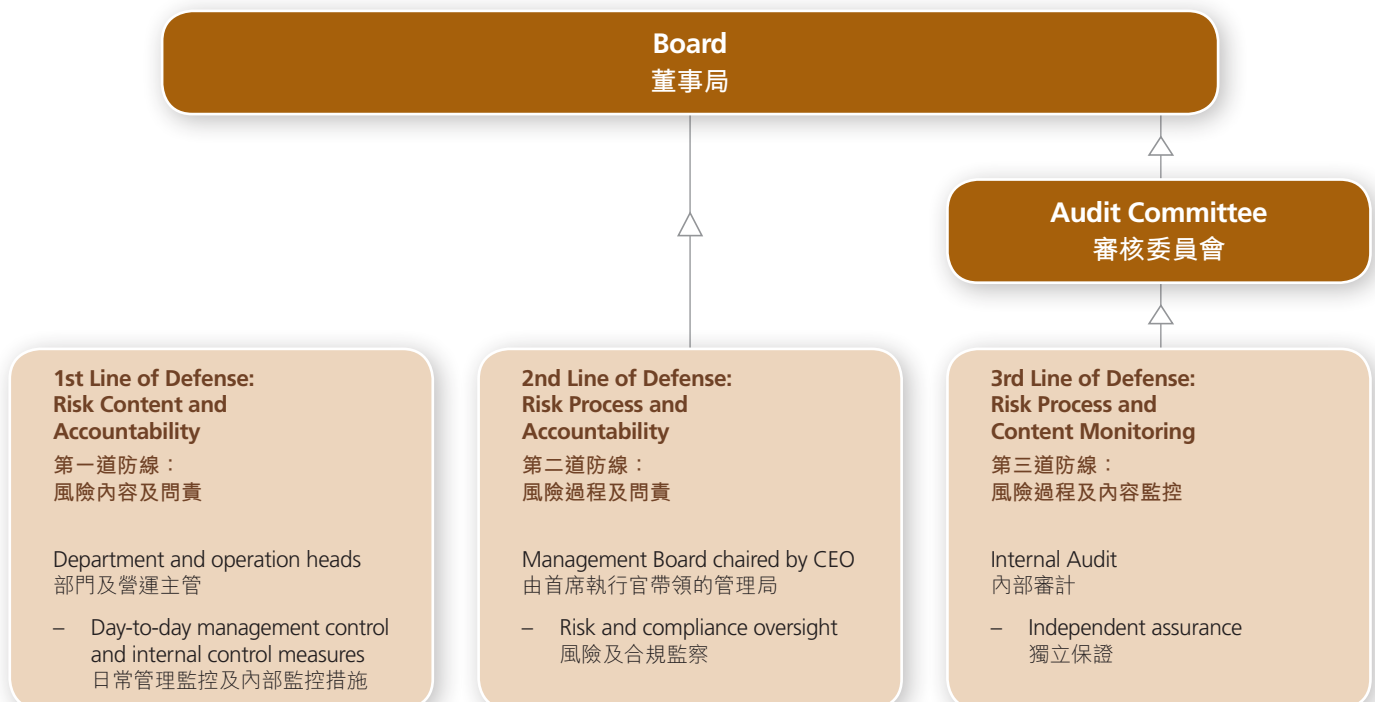 Board
董事局
Audit Committee
審核委員會
1st Line of Defense:
Risk Content and
Accountability
第一道防線：
風險內容及問責
Department and operation heads
部門及營運主管
– Day-to-day management control
and internal control measures
日常管理監控及內部監控措施
2nd Line of Defense:
Risk Process and
Accountability
第二道防線：
風險過程及問責
Management Board chaired by CEO
由首席執行官帶領的管理局
– Risk and compliance oversight
風險及合規監察
3rd Line of Defense:
Risk Process and
Content Monitoring
第三道防線：
風險過程及內容監控
Internal Audit
內部審計
– Independent assurance
獨立保證